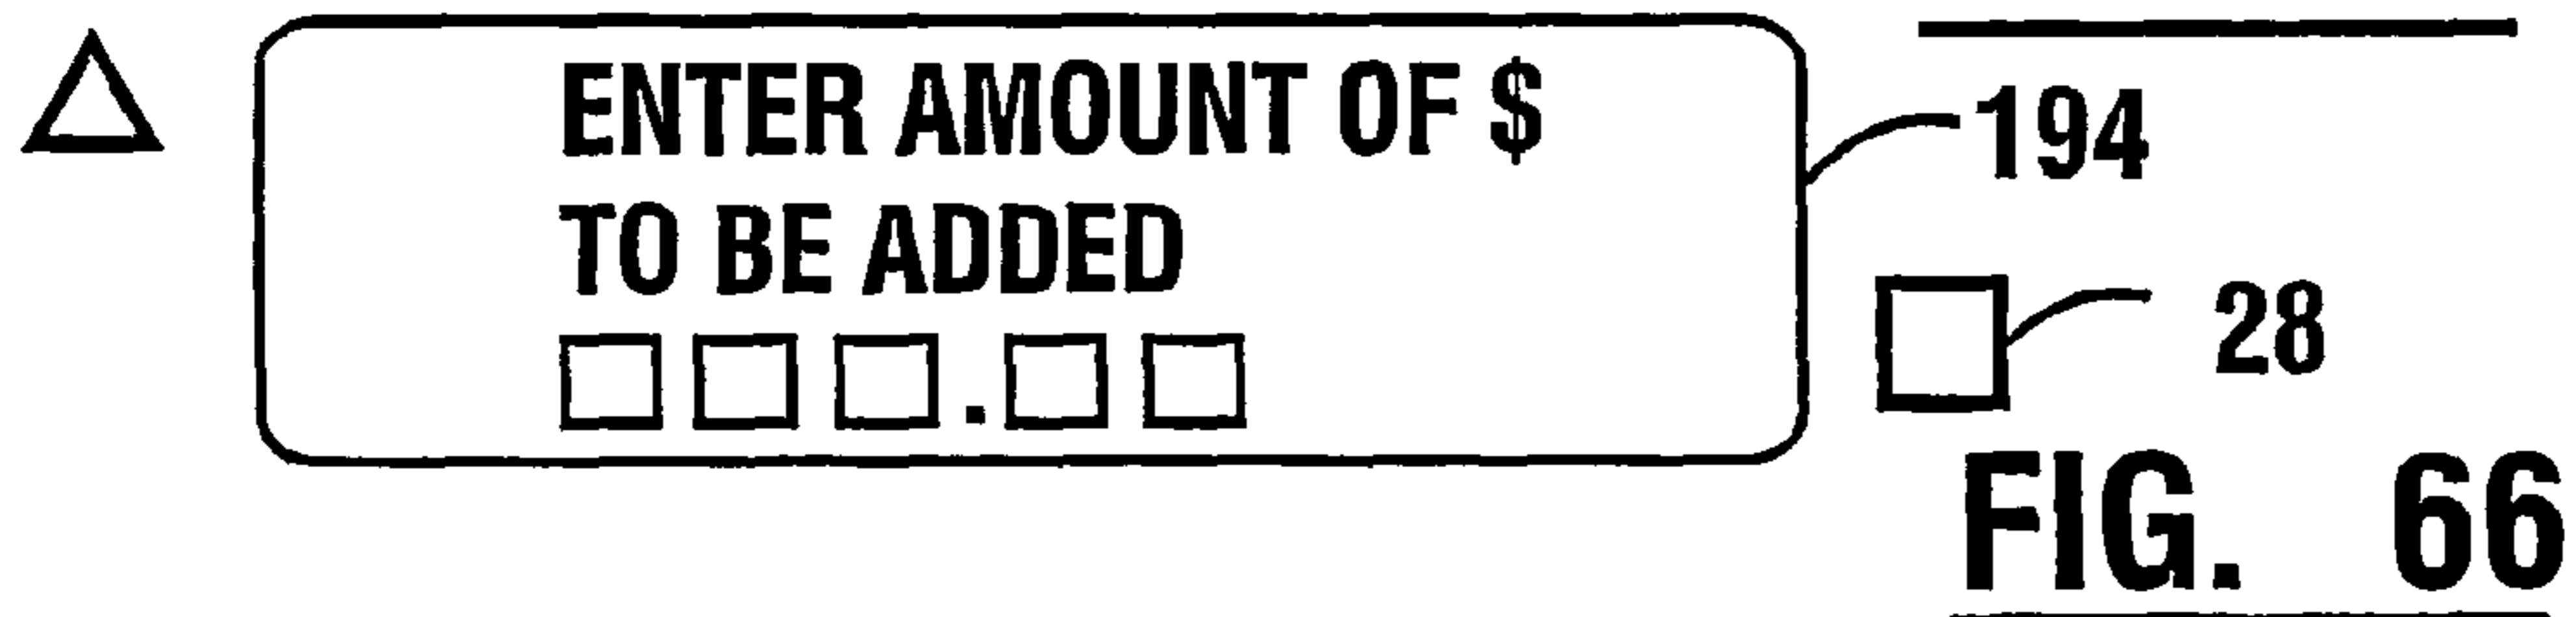 ENTER AMOUNT OF $
TO BE ADDED
.
194
28
FIG. 66